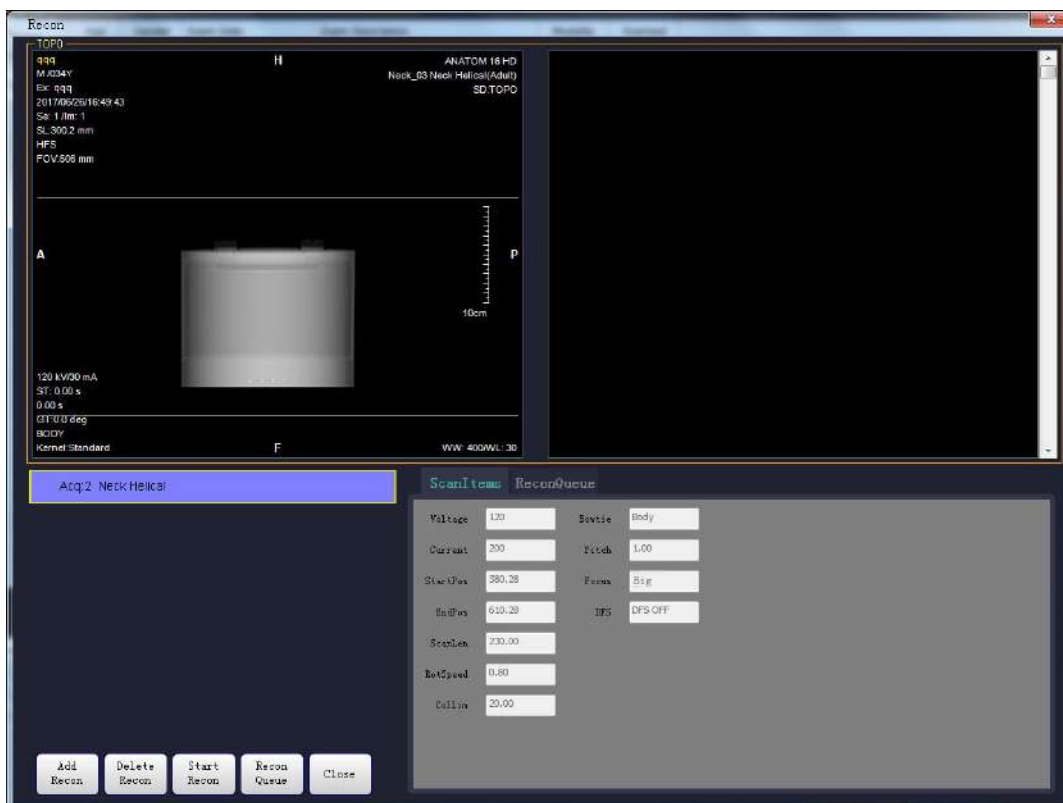 Recon
TOPO
qqq
M /034Y
Ex: qqq
2017/06/26/16:49:43
Se: 1 /Im: 1
SL:300.2 mm
HFS
FOV:506 mm
H
ANATOM 16 HD
Neck_03 Neck Helical(Adult)
SD:TOPO
A
P
10cm
120 kV/30 mA
ST: 0.00 s
0.00 s
GT:0.0 deg
BODY
Kernel:Standard
F
WW: 400/WL: 30
Acq:2 Neck Helical
ScanItems ReconQueue
Voltage 120 Bowtie Body
Current 200 Pitch 1.00
StartPos 380.28 Focus Big
EndPos 610.28 DFS DFS OFF
ScanLen 230.00
RotSpeed 0.80
Collim 20.00
Add Recon
Delete Recon
Start Recon
Recon Queue
Close